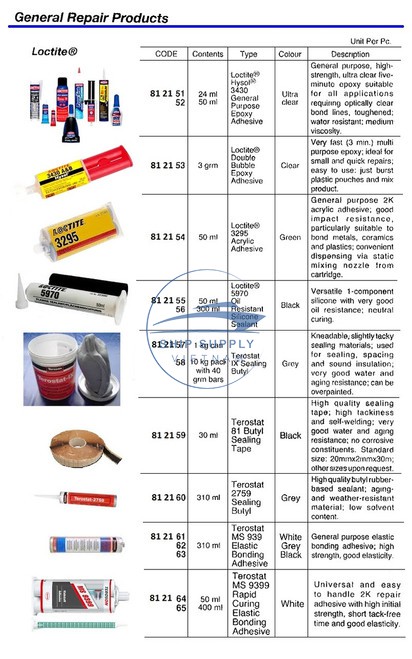 General Repair Products
Loctite®
Unit Per Pc.
CODE Contents Type Colour Description
81 21 51 24 ml
52 50 ml
Loctite®
Hysol®
3430
General
Purpose
Epoxy
Adhesive
Ultra
clear
General purpose, high-
strength, ultra clear five-
minute epoxy suitable
for all applications
requiring optically clear
bond lines, toughened;
water resistant; medium
viscosity.
81 21 53 3 grm
Loctite®
Double
Bubble
Epoxy
Adhesive
Clear
Very fast (3 min.) multi
purpose epoxy; ideal for
small and quick repairs;
easy to use: just burst
plastic pouches and mix
product.
3430 A&B
LOCTITE
3295
81 21 54 50 ml
Loctite®
3295
Acrylic
Adhesive
Green
General purpose 2K
acrylic adhesive; good
impact resistance,
particularly suitable to
bond metals, ceramics
and plastics; convenient
dispensing via static
mixing nozzle from
cartridge.
LOCTITE
5970
81 21 55 50 ml
56 300 ml
Loctite®
5970
Oil
Resistant
Silicone
Sealant
Black
Versatile 1-component
silicone with very good
oil resistance; neutral
curing.
SHIP SUPPLY
VIETNAM
Terostat
81 21 57 1 kg can
58 10 kg pack
with 40
grm bars
Terostat
IX Sealing
Butyl
Grey
Kneadable, slightly tacky
sealing materials; used
for sealing, spacing
and sound insulation;
very good water and
aging resistance; can be
overpainted.
81 21 59 30 ml
Terostat
81 Butyl
Sealing
Tape
Black
High quality sealing
tape; high tackiness
and self-welding; very
good water and aging
resistance; no corrosive
constituents. Standard
size: 20mmx2mmx30m;
other sizes upon request.
Terostat-2759
81 21 60 310 ml
Terostat
2759
Sealing
Butyl
Grey
High quality butyl rubber-
based sealant; aging-
and weather-resistant
material; low solvent
content.
81 21 61
62
63
310 ml
Terostat
MS 939
Elastic
Bonding
Adhesive
White
Grey
Black
General purpose elastic
bonding adhesive; high
strength, good elasticity.
MS 9399
81 21 64 50 ml
65 400 ml
Terostat
MS 9399
Rapid
Curing
Elastic
Bonding
Adhesive
White
Universal and easy
to handle 2K repair
adhesive with high initial
strength, short tack-free
time and good elasticity.